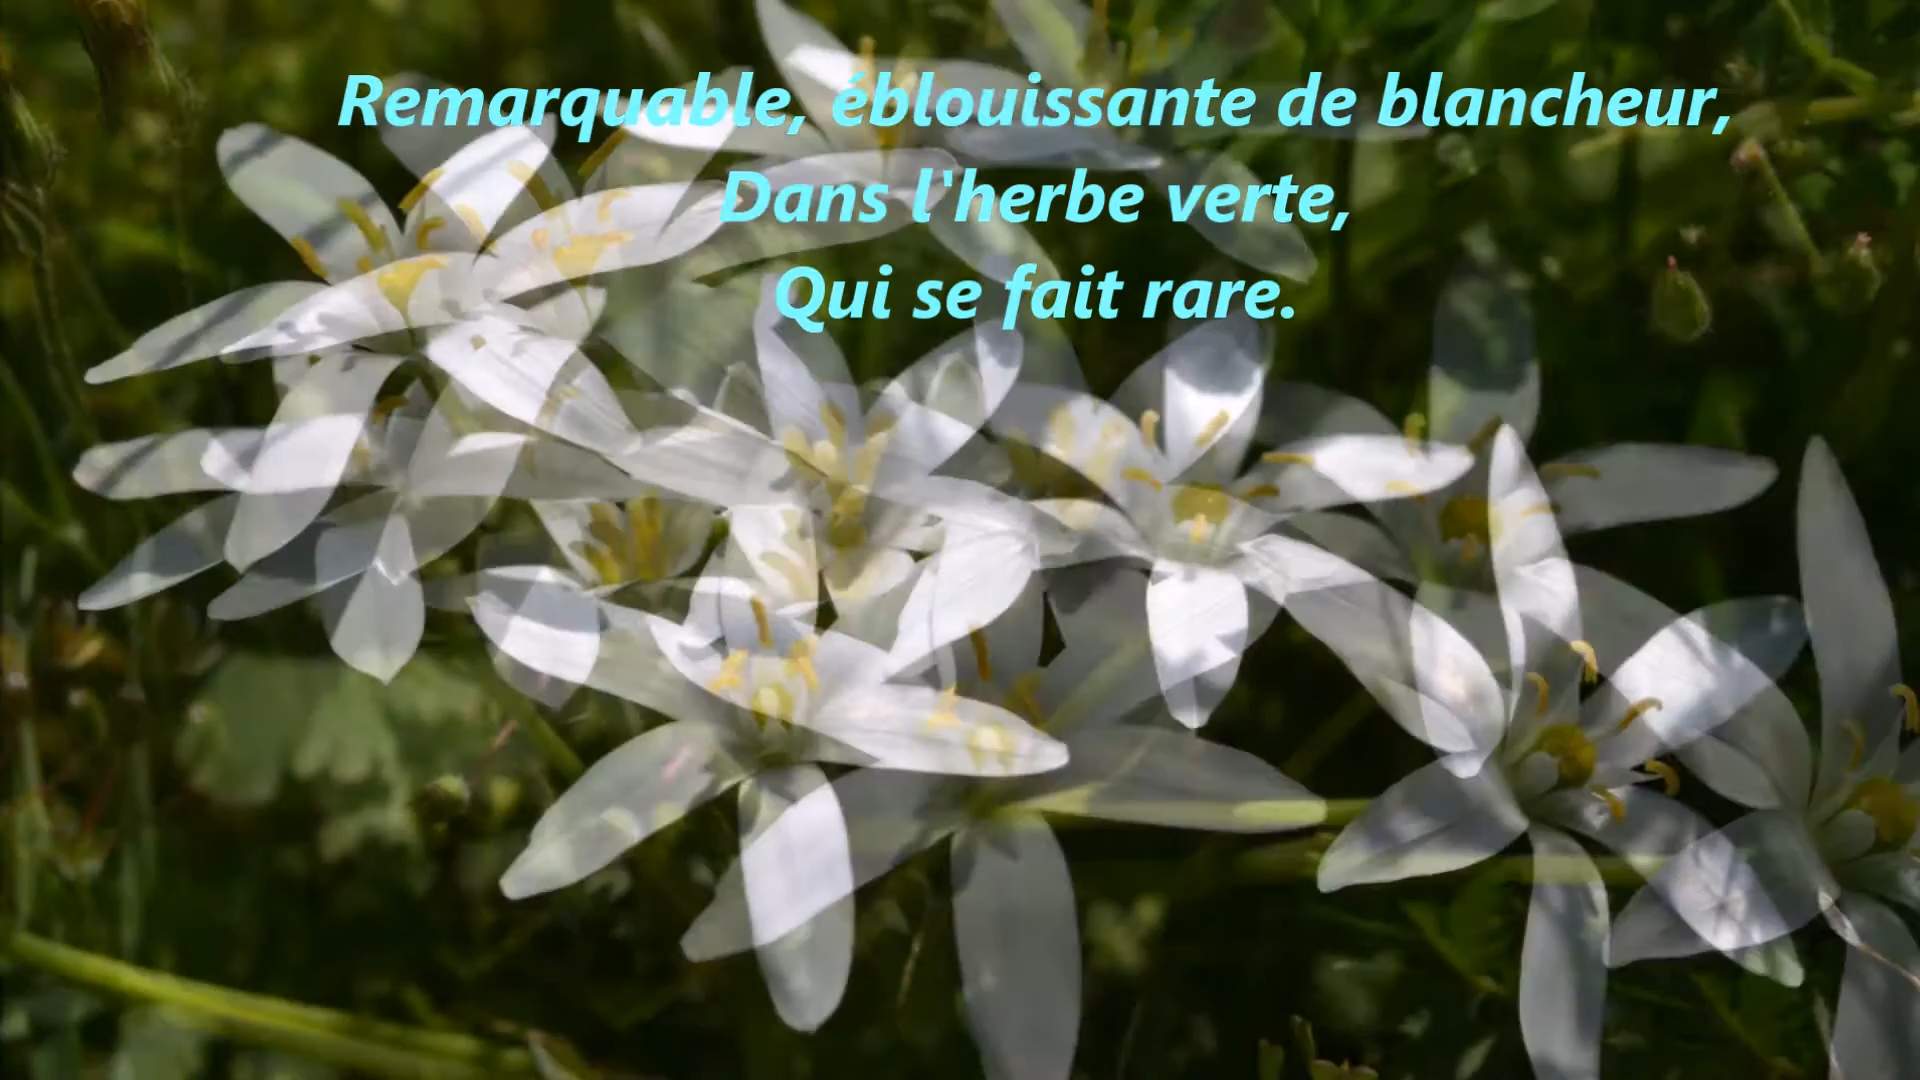 Remarquable, éblouissante de blancheur,
Dans l'herbe verte,
Qui se fait rare.